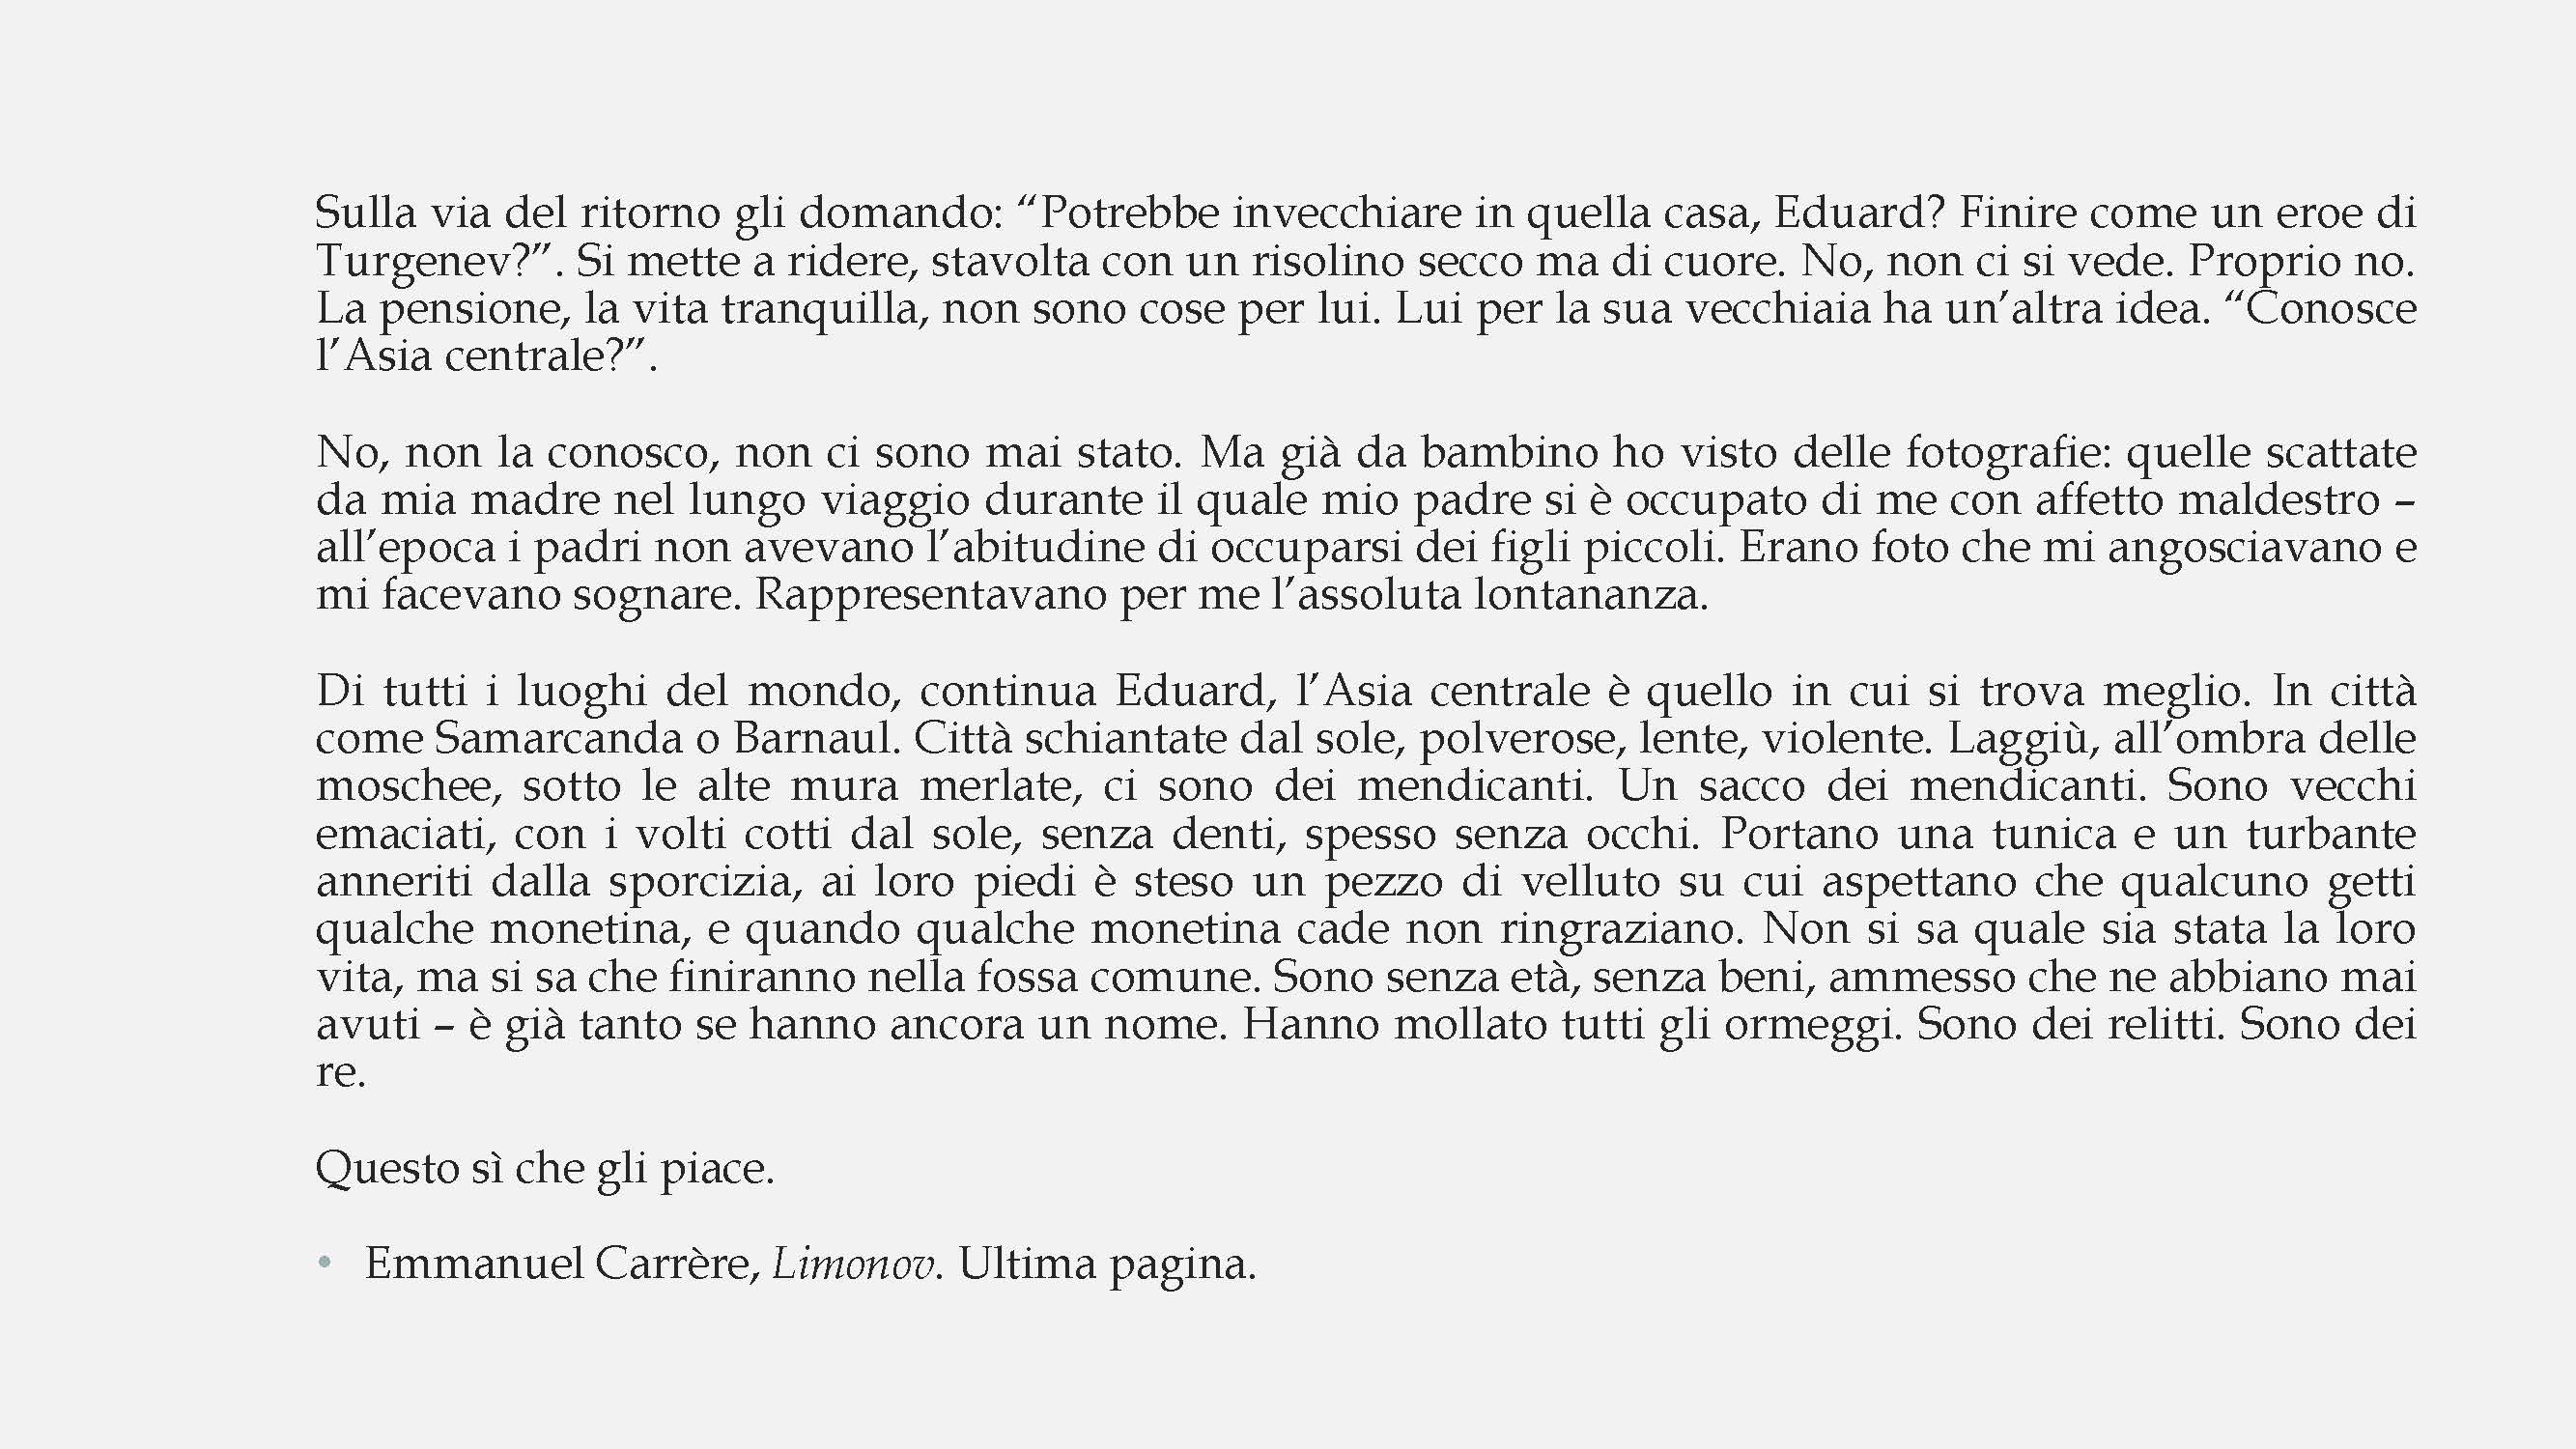 Sulla via del ritorno gli domando: “Potrebbe invecchiare in quella casa, Eduard? Finire come un eroe di
Turgenev?”. Si mette a ridere, stavolta con un risolino secco ma di cuore. No, non ci si vede. Proprio no.
La pensione, la vita tranquilla, non sono cose per lui. Lui per la sua vecchiaia ha un’altra idea. “Conosce
l’Asia centrale?”.
No, non la conosco, non ci sono mai stato. Ma già da bambino ho visto delle fotografie: quelle scattate
da mia madre nel lungo viaggio durante il quale mio padre si è occupato di me con affetto maldestro –
all’epoca i padri non avevano l’abitudine di occuparsi dei figli piccoli. Erano foto che mi angosciavano e
mi facevano sognare. Rappresentavano per me l’assoluta lontananza.
Di tutti i luoghi del mondo, continua Eduard, l’Asia centrale è quello in cui si trova meglio. In città
come Samarcanda o Barnaul. Città schiantate dal sole, polverose, lente, violente. Laggiù, all’ombra delle
moschee, sotto le alte mura merlate, ci sono dei mendicanti. Un sacco dei mendicanti. Sono vecchi
emaciati, con i volti cotti dal sole, senza denti, spesso senza occhi. Portano una tunica e un turbante
anneriti dalla sporcizia, ai loro piedi è steso un pezzo di velluto su cui aspettano che qualcuno getti
qualche monetina, e quando qualche monetina cade non ringraziano. Non si sa quale sia stata la loro
vita, ma si sa che finiranno nella fossa comune. Sono senza età, senza beni, ammesso che ne abbiano mai
avuti – è già tanto se hanno ancora un nome. Hanno mollato tutti gli ormeggi. Sono dei relitti. Sono dei
re.
Questo sì che gli piace.
• Emmanuel Carrère, Limonov. Ultima pagina.